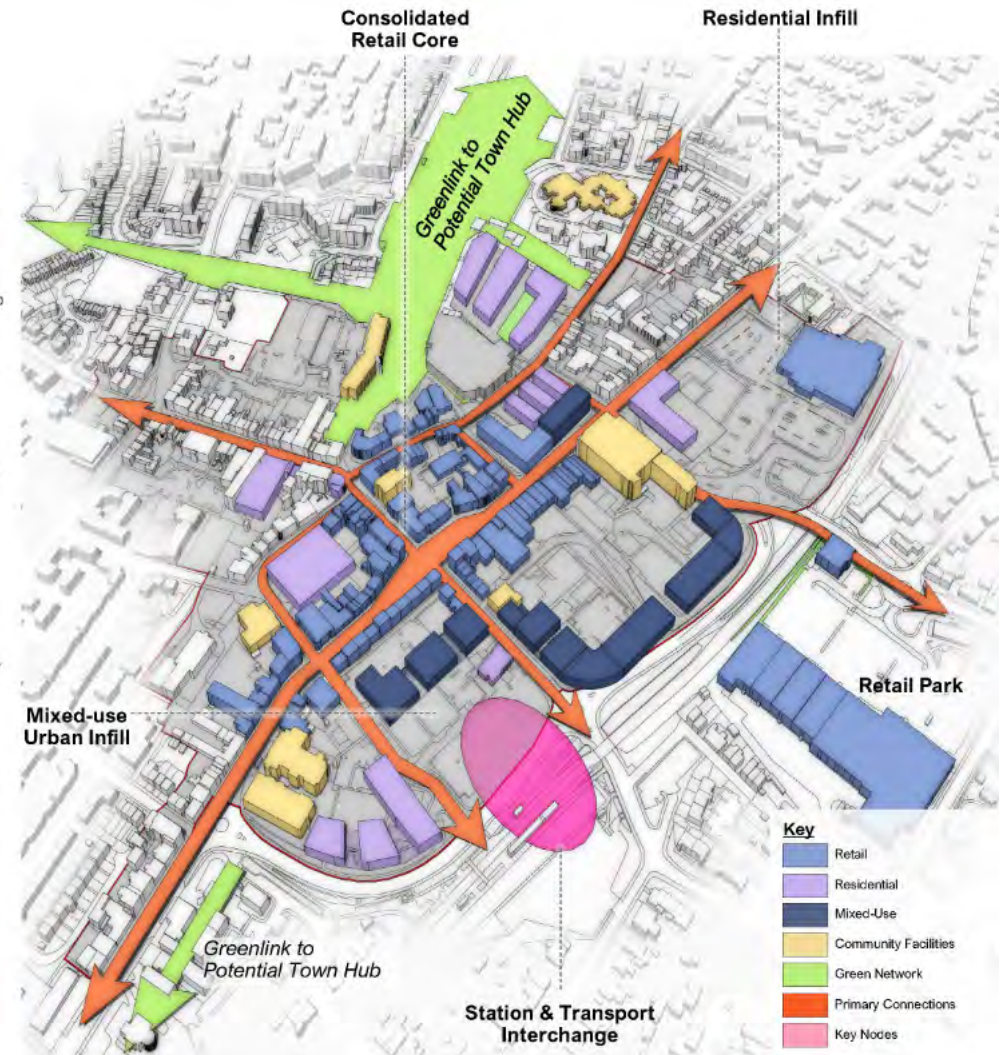 Consolidated
Retail Core
Residential Infill
Greenlink to
Potential Town Hub
Mixed-use
Urban Infill
Retail Park
Greenlink to
Potential Town Hub
Station & Transport
Interchange
Key
Retail
Residential
Mixed-Use
Community Facilities
Green Network
Primary Connections
Key Nodes